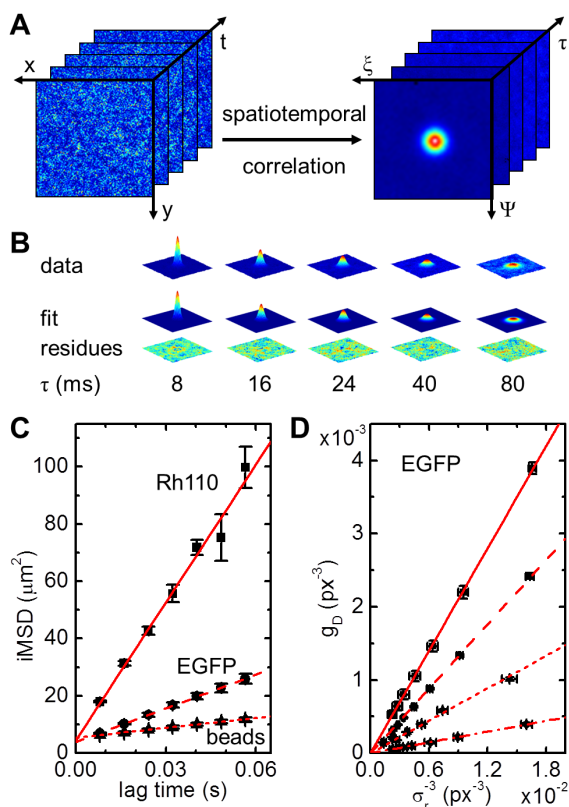 A
x
t
y
spatiotemporal
correlation
ξ
τ
Ψ
B
data
fit
residues
τ (ms) 8 16 24 40 80
C
iMSD (μm²)
100
80
60
40
20
0
Rh110
EGFP
beads
0.00 0.03 0.06
lag time (s)
D
×10⁻³
EGFP
g_D (px⁻³)
4
3
2
1
0
0.0 0.6 1.2 1.8
×10⁻²
σ_r⁻³ (px⁻³)